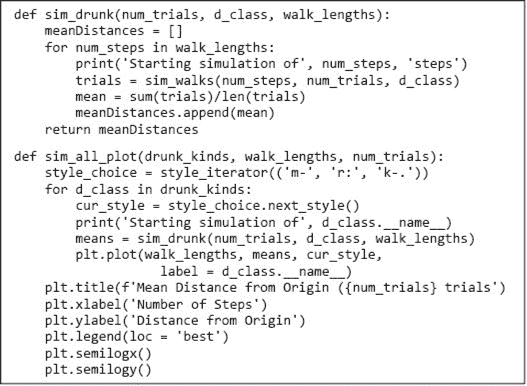 def sim_drunk(num_trials, d_class, walk_lengths):
    meanDistances = []
    for num_steps in walk_lengths:
        print('Starting simulation of', num_steps, 'steps')
        trials = sim_walks(num_steps, num_trials, d_class)
        mean = sum(trials)/len(trials)
        meanDistances.append(mean)
    return meanDistances
def sim_all_plot(drunk_kinds, walk_lengths, num_trials):
    style_choice = style_iterator(('m-', 'r:', 'k-.'))
    for d_class in drunk_kinds:
        cur_style = style_choice.next_style()
        print('Starting simulation of', d_class.__name__)
        means = sim_drunk(num_trials, d_class, walk_lengths)
        plt.plot(walk_lengths, means, cur_style,
                 label = d_class.__name__)
    plt.title(f'Mean Distance from Origin ({num_trials} trials')
    plt.xlabel('Number of Steps')
    plt.ylabel('Distance from Origin')
    plt.legend(loc = 'best')
    plt.semilogx()
    plt.semilogy()